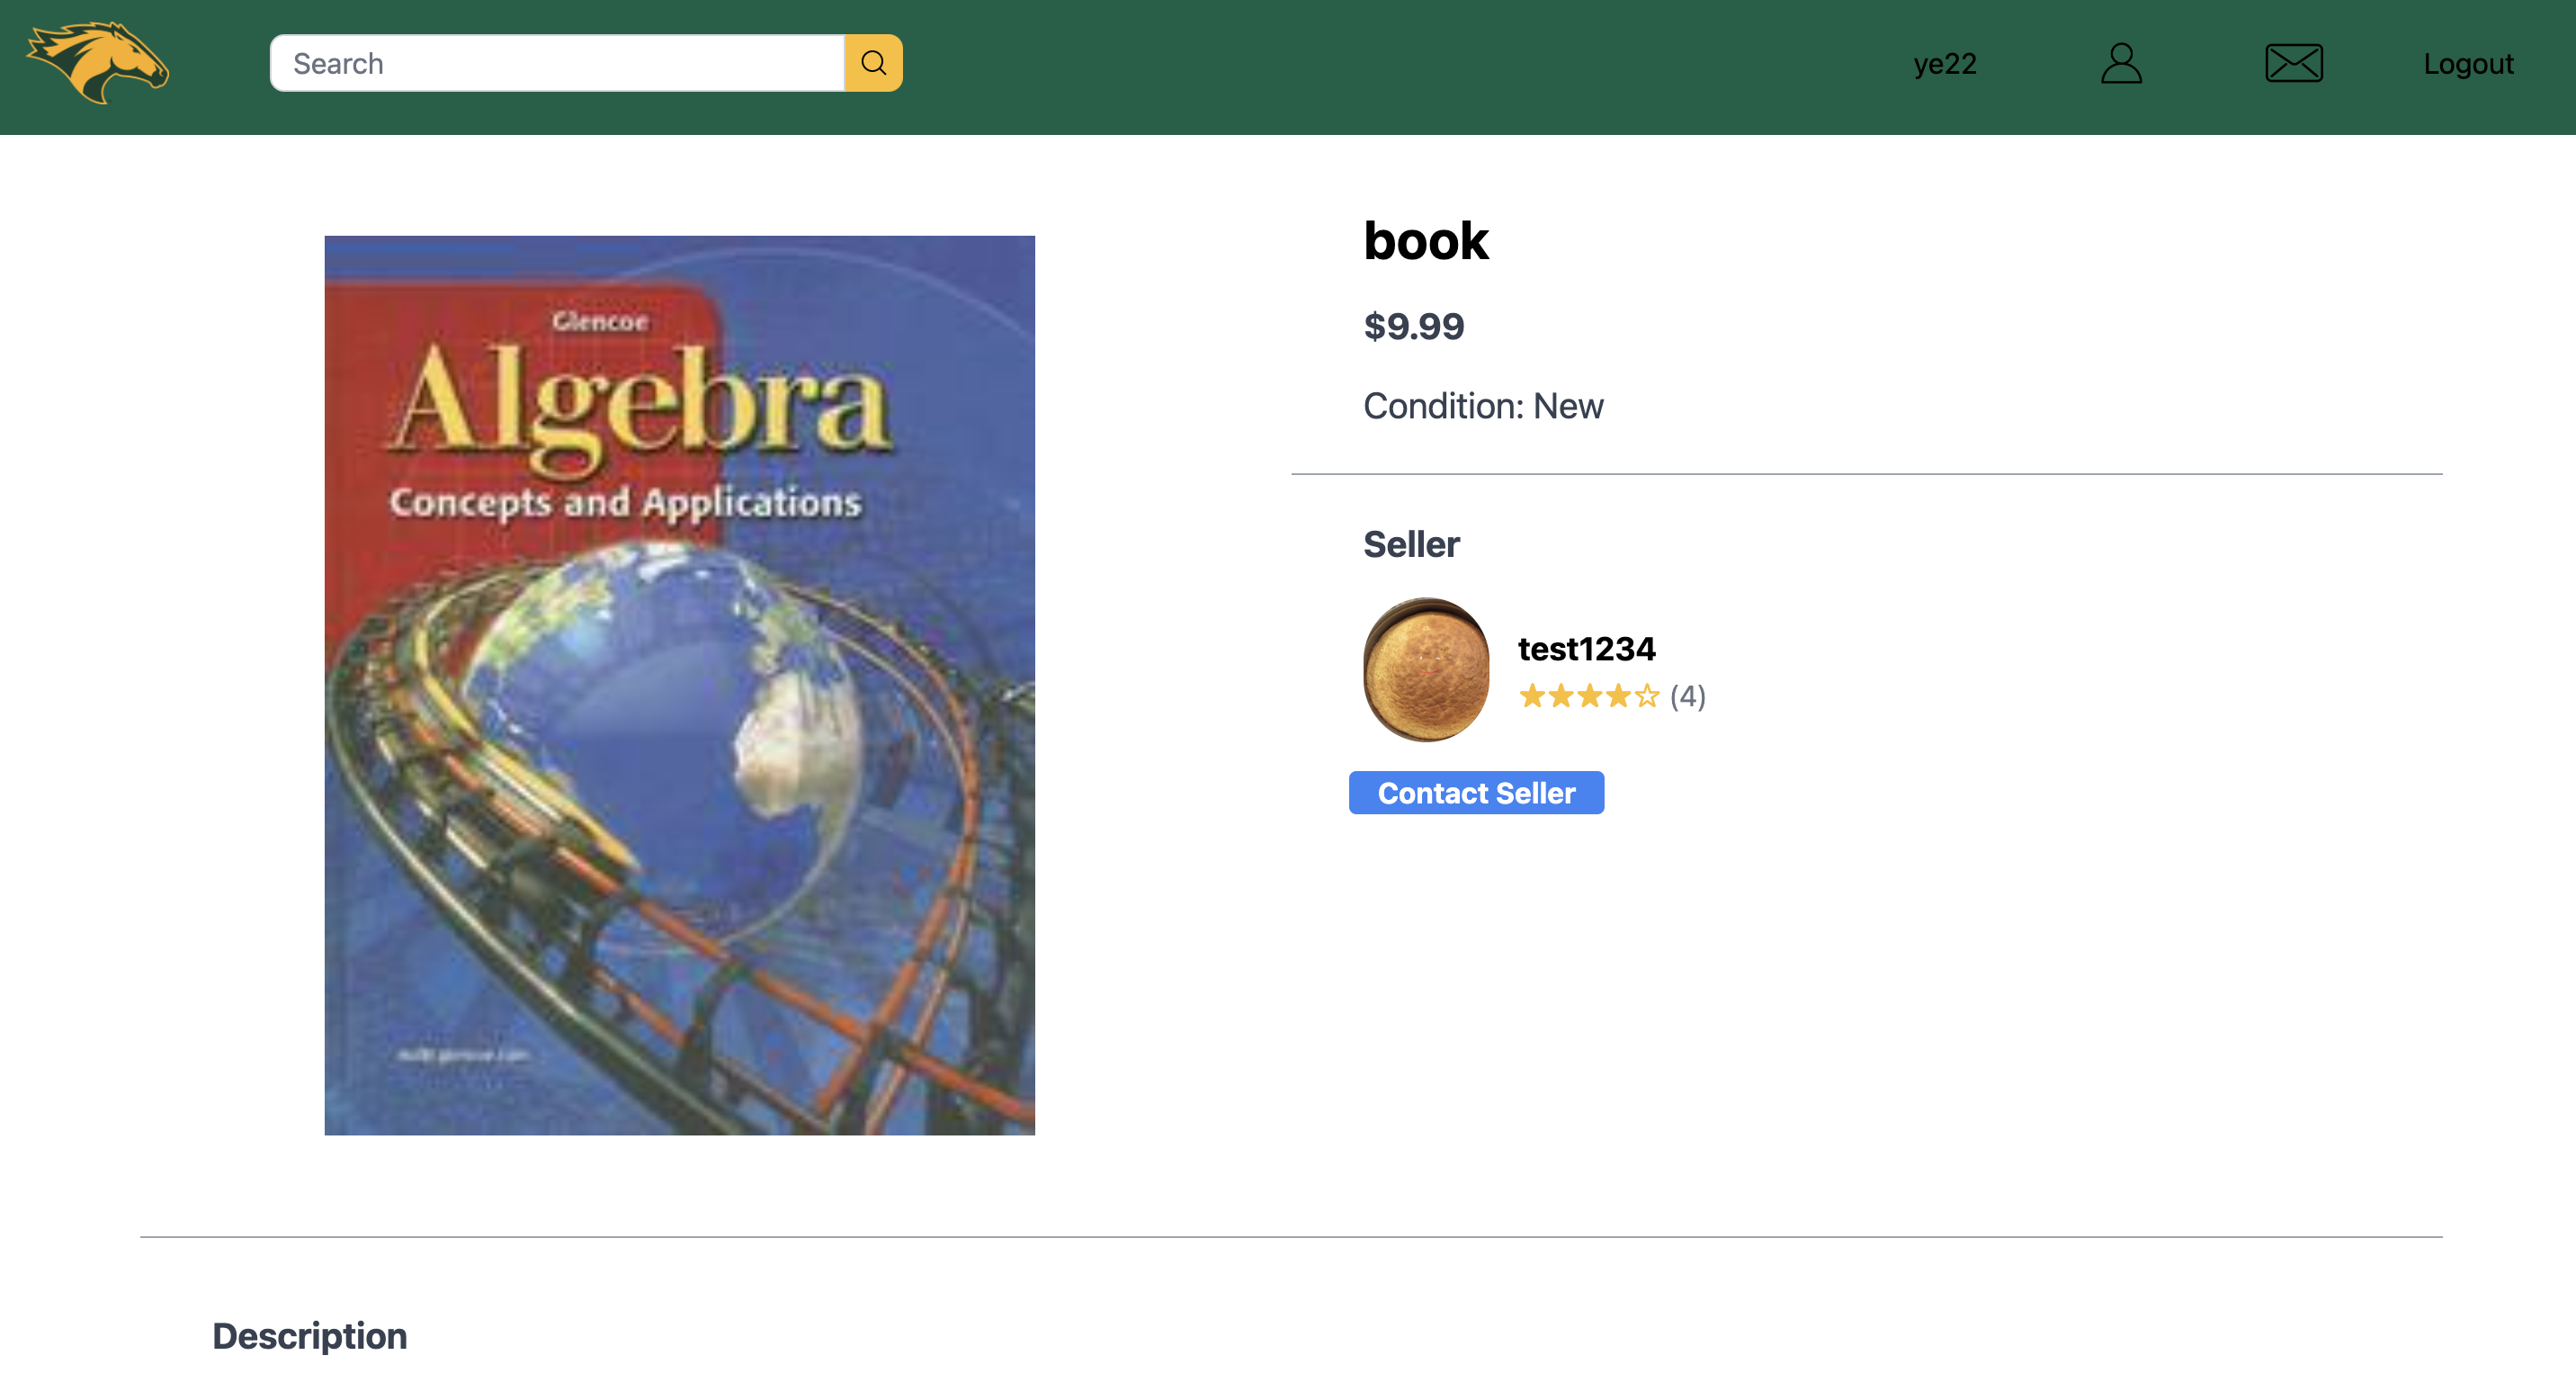 Search
ye22
Logout
book
$9.99
Condition: New
Seller
test1234
(4)
Contact Seller
Glencoe
Algebra
Concepts and Applications
Description